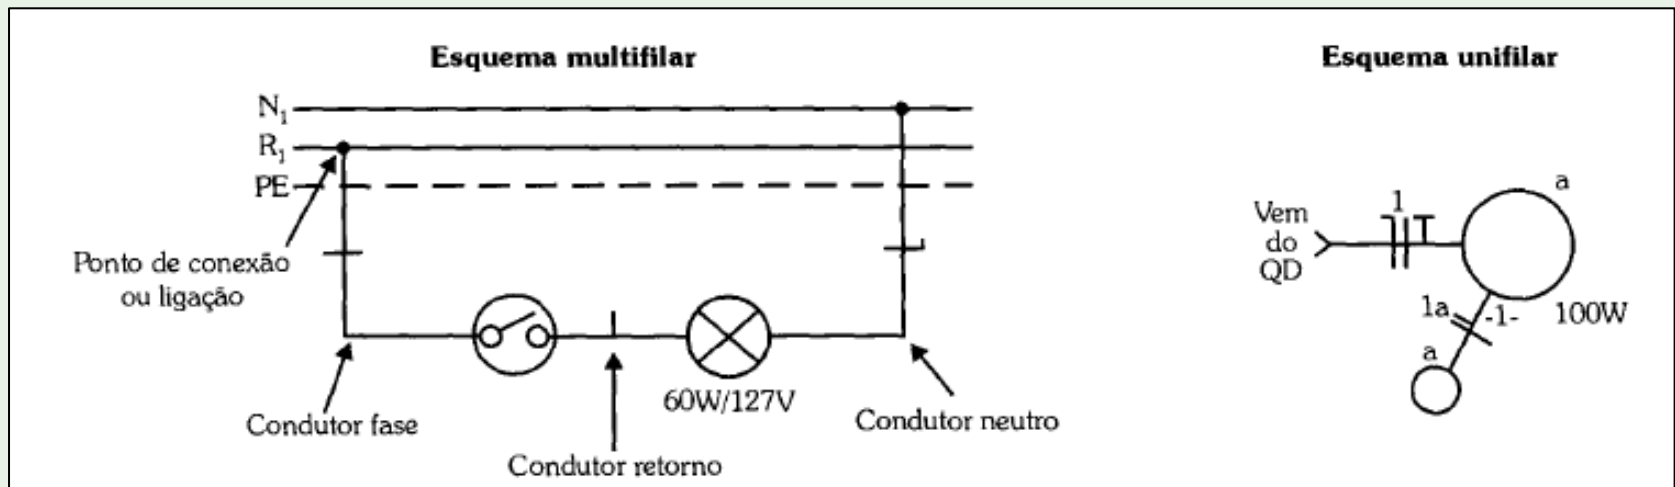 Esquema multifilar
N₁
R₁
PE
Ponto de conexão
ou ligação
Condutor fase
Condutor retorno
60W/127V
Condutor neutro
Esquema unifilar
Vem
do
QD
1
a
1a
-1-
100W
a